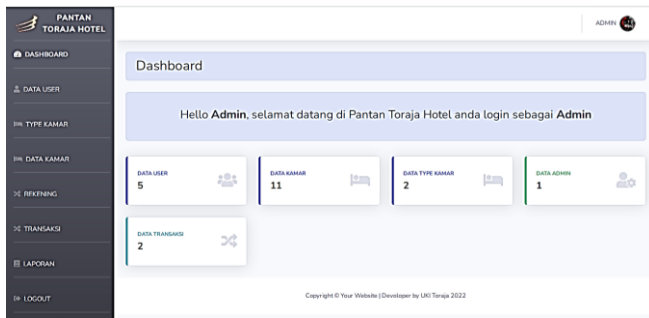 PANTAN
TORAJA HOTEL
ADMIN
DASHBOARD
DATA USER
TYPE KAMAR
DATA KAMAR
REKENING
TRANSAKSI
LAPORAN
LOGOUT
Dashboard
Hello Admin, selamat datang di Pantan Toraja Hotel anda login sebagai Admin
DATA USER
5
DATA KAMAR
11
DATA TYPE KAMAR
2
DATA ADMIN
1
DATA TRANSAKSI
2
Copyright © Your Website | Developer by UKI Toraja 2022